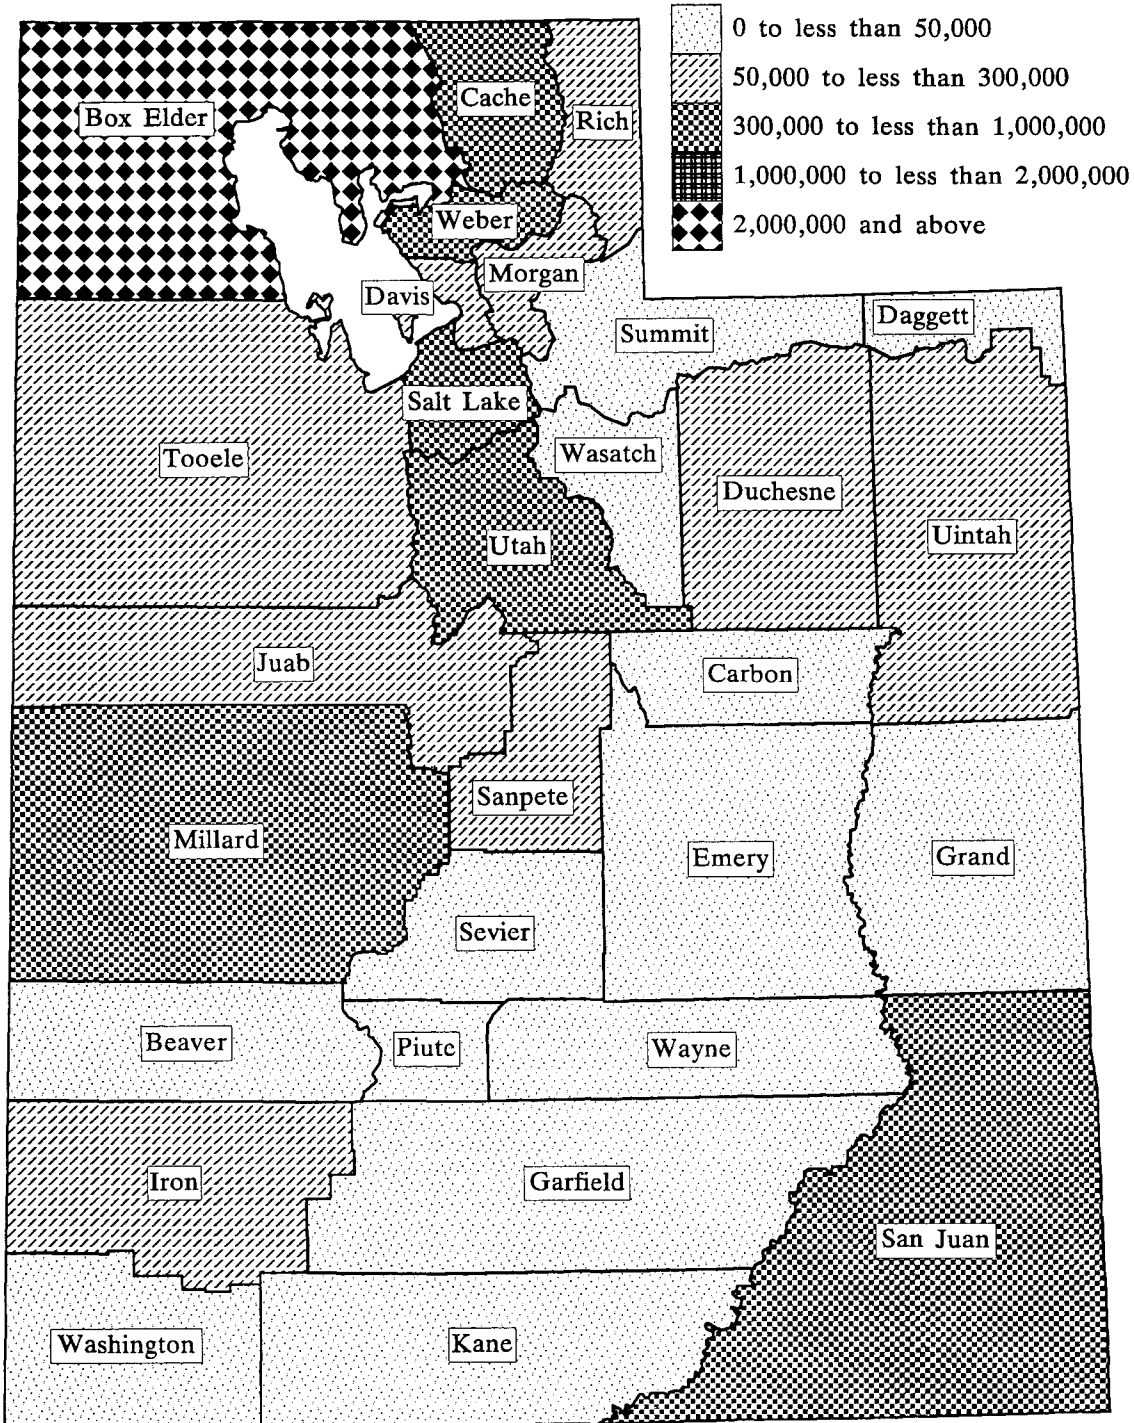 0 to less than 50,000
50,000 to less than 300,000
300,000 to less than 1,000,000
1,000,000 to less than 2,000,000
2,000,000 and above
Box Elder
Cache
Rich
Weber
Morgan
Davis
Summit
Daggett
Salt Lake
Tooele
Wasatch
Duchesne
Uintah
Utah
Juab
Carbon
Sanpete
Millard
Emery
Grand
Sevier
Beaver
Piute
Wayne
Iron
Garfield
San Juan
Washington
Kane